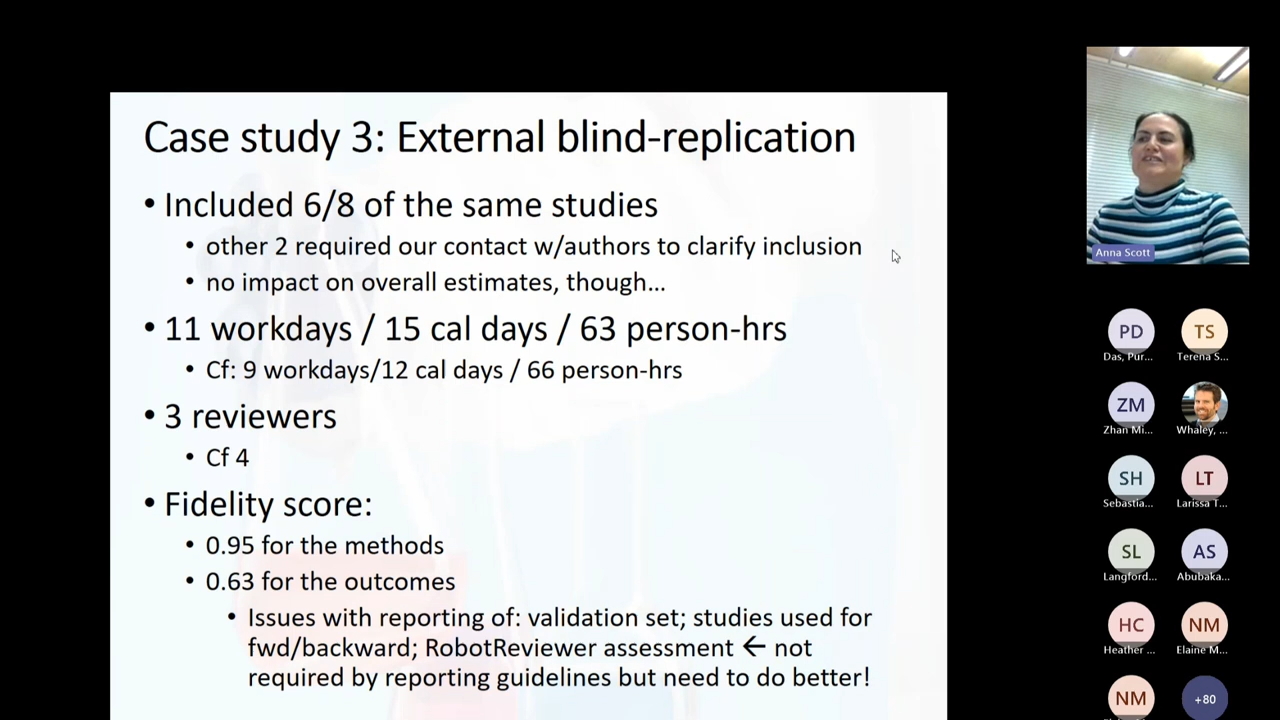 Case study 3: External blind-replication
• Included 6/8 of the same studies
• other 2 required our contact w/authors to clarify inclusion
• no impact on overall estimates, though…
• 11 workdays / 15 cal days / 63 person-hrs
• Cf: 9 workdays/12 cal days / 66 person-hrs
• 3 reviewers
• Cf 4
• Fidelity score:
• 0.95 for the methods
• 0.63 for the outcomes
• Issues with reporting of: validation set; studies used for
fwd/backward; RobotReviewer assessment ← not
required by reporting guidelines but need to do better!
Anna Scott
PD
Das, Pur...
TS
Terena S...
ZM
Zhan Mi...
Whaley, ...
SH
Sebastia...
LT
Larissa T...
SL
Langford...
AS
Abubaka...
HC
Heather ...
NM
Elaine M...
NM
+80